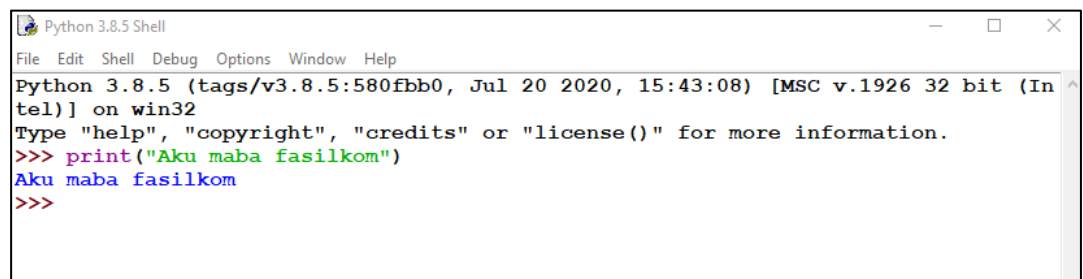 Python 3.8.5 Shell
File Edit Shell Debug Options Window Help
Python 3.8.5 (tags/v3.8.5:580fbb0, Jul 20 2020, 15:43:08) [MSC v.1926 32 bit (In
tel)] on win32
Type "help", "copyright", "credits" or "license()" for more information.
>>> print("Aku maba fasilkom")
Aku maba fasilkom
>>>